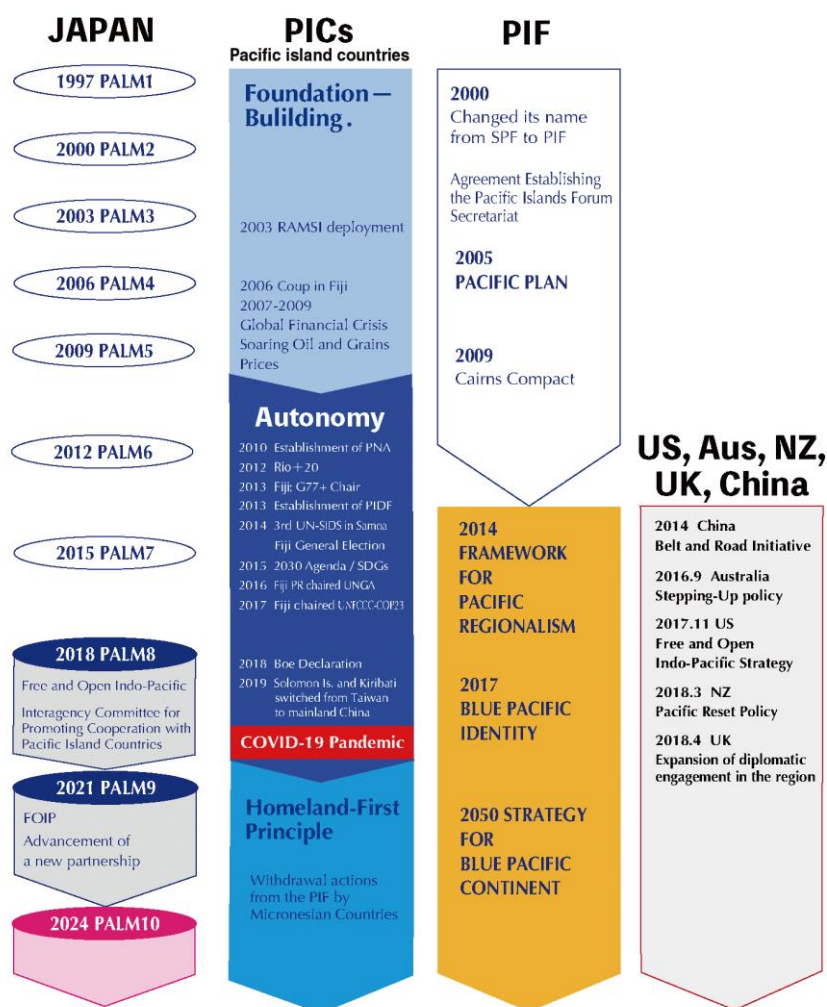 JAPAN
1997 PALM1
2000 PALM2
2003 PALM3
2006 PALM4
2009 PALM5
2012 PALM6
2015 PALM7
2018 PALM8
Free and Open Indo-Pacific
Interagency Committee for
Promoting Cooperation with
Pacific Island Countries
2021 PALM9
FOIP
Advancement of
a new partnership
2024 PALM10
PICs
Pacific island countries
Foundation—
Bulilding.
2003 RAMSI deployment
2006 Coup in Fiji
2007-2009
Global Financial Crisis
Soaring Oil and Grains
Prices
Autonomy
2010 Establishment of PNA
2012 Rio+20
2013 Fiji: G77+ Chair
2013 Establishment of PIDF
2014 3rd UN-SIDS in Samoa
Fiji General Election
2015 2030 Agenda / SDGs
2016 Fiji PR chaired UNGA
2017 Fiji chaired UNFCCC-COP23
2018 Boe Declaration
2019 Solomon Is. and Kiribati
switched from Taiwan
to mainland China
COVID-19 Pandemic
Homeland-First
Principle
Withdrawal actions
from the PIF by
Micronesian Countries
PIF
2000
Changed its name
from SPF to PIF
Agreement Establishing
the Pacific Islands Forum
Secretariat
2005
PACIFIC PLAN
2009
Cairns Compact
2014
FRAMEWORK
FOR
PACIFIC
REGIONALISM
2017
BLUE PACIFIC
IDENTITY
2050 STRATEGY
FOR
BLUE PACIFIC
CONTINENT
US, Aus, NZ,
UK, China
2014 China
Belt and Road Initiative
2016.9 Australia
Stepping-Up policy
2017.11 US
Free and Open
Indo-Pacific Strategy
2018.3 NZ
Pacific Reset Policy
2018.4 UK
Expansion of diplomatic
engagement in the region